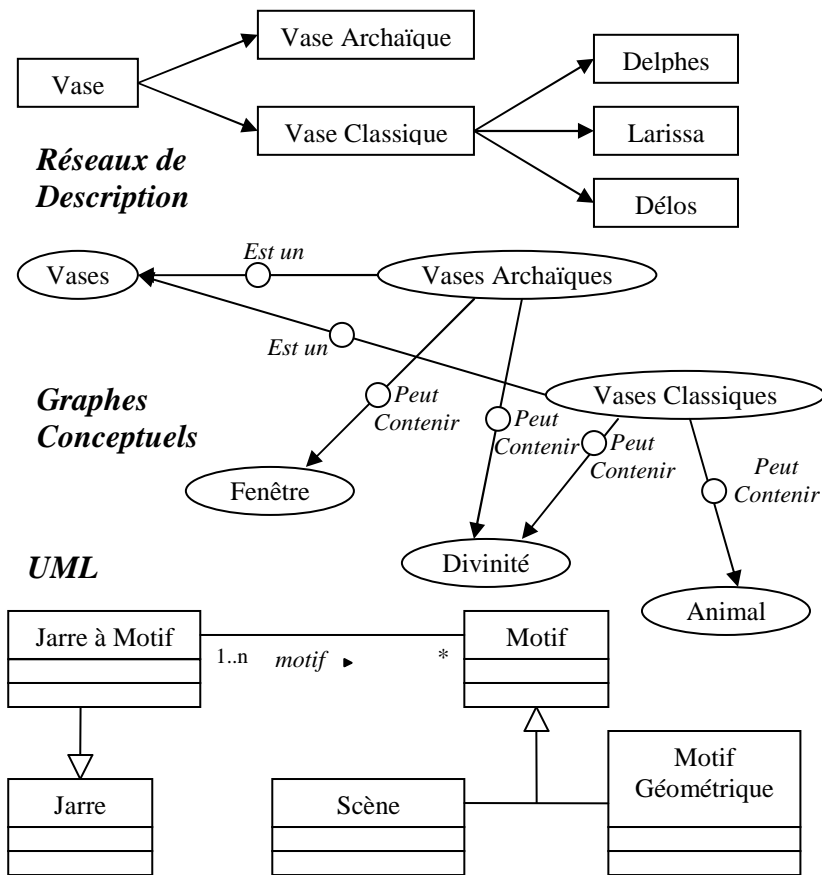 Vase Archaïque
Vase
Delphes
Vase Classique
Larissa
Délos
Réseaux de
Description
Vases
Est un
Vases Archaïques
Est un
Vases Classiques
Graphes
Conceptuels
Peut
Contenir
Peut
Contenir
Peut
Contenir
Peut
Contenir
Fenêtre
Divinité
Animal
UML
Jarre à Motif
1..n
motif
*
Motif
Jarre
Scène
Motif
Géométrique